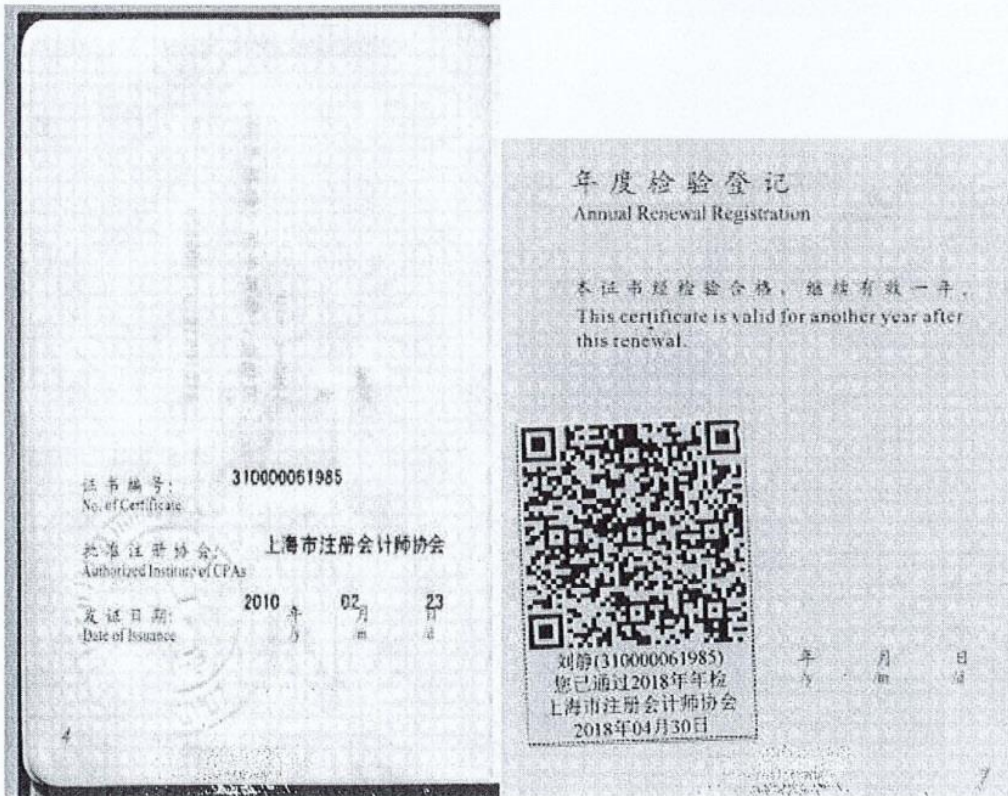 证书编号: 310000061985
No. of Certificate
批准注册协会: 上海市注册会计师协会
Authorized Institute of CPAs
发证日期: 2010 年 02 月 23 日
Date of Issuance /y /m /d
4
年度检验登记
Annual Renewal Registration
本证书经检验合格，继续有效一年。
This certificate is valid for another year after
this renewal.
刘静(310000061985)
您已通过2018年年检
上海市注册会计师协会
2018年04月30日
年 月 日
/y /m /d
7